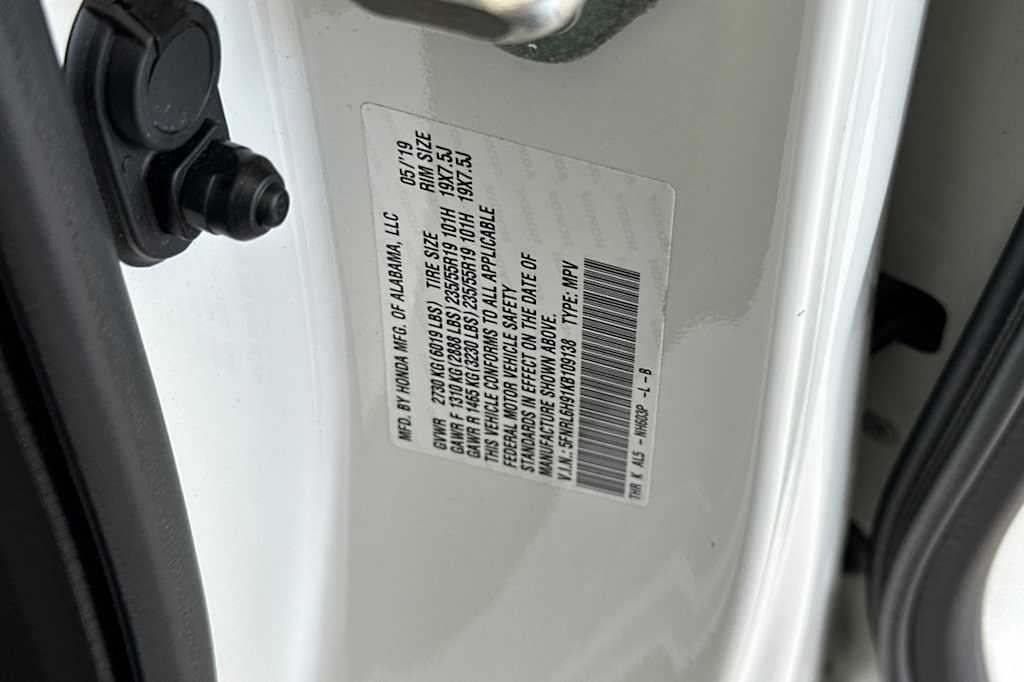 MFD. BY HONDA MFG. OF ALABAMA, LLC 05/'19
GVWR 2730 KG (6019 LBS) TIRE SIZE RIM SIZE
GAWR F 1310 KG (2888 LBS) 235/55R19 101H 19X7.5J
GAWR R 1465 KG (3230 LBS) 235/55R19 101H 19X7.5J
THIS VEHICLE CONFORMS TO ALL APPLICABLE
FEDERAL MOTOR VEHICLE SAFETY
STANDARDS IN EFFECT ON THE DATE OF
MANUFACTURE SHOWN ABOVE.
V.I.N.: 5FNRL6H91KB109138 TYPE: MPV
THR K AL5 - NH603P -L-B